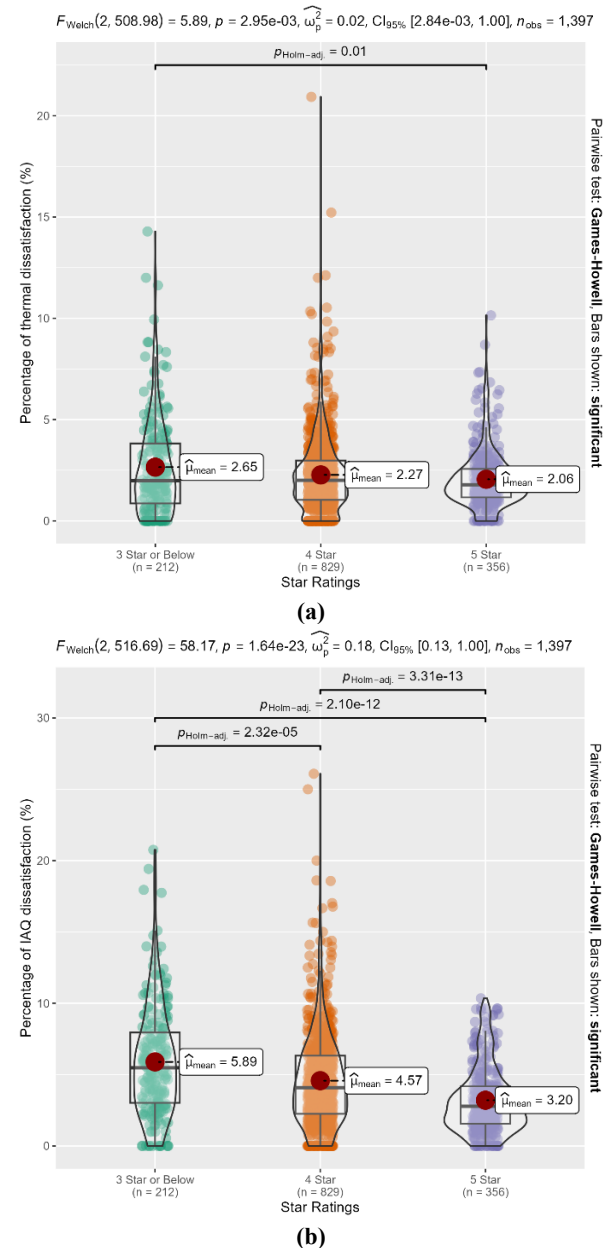 F_Welch(2, 508.98) = 5.89, p = 2.95e-03, ω̂²_p = 0.02, CI_95% [2.84e-03, 1.00], n_obs = 1,397
p_Holm−adj. = 0.01
20
15
10
5
0
Percentage of thermal dissatisfaction (%)
μ̂_mean = 2.65
μ̂_mean = 2.27
μ̂_mean = 2.06
Pairwise test: Games-Howell, Bars shown: significant
3 Star or Below
(n = 212)
4 Star
(n = 829)
5 Star
(n = 356)
Star Ratings
(a)
F_Welch(2, 516.69) = 58.17, p = 1.64e-23, ω̂²_p = 0.18, CI_95% [0.13, 1.00], n_obs = 1,397
p_Holm−adj. = 3.31e-13
p_Holm−adj. = 2.10e-12
p_Holm−adj. = 2.32e-05
30
20
10
0
Percentage of IAQ dissatisfaction (%)
μ̂_mean = 5.89
μ̂_mean = 4.57
μ̂_mean = 3.20
Pairwise test: Games-Howell, Bars shown: significant
3 Star or Below
(n = 212)
4 Star
(n = 829)
5 Star
(n = 356)
Star Ratings
(b)